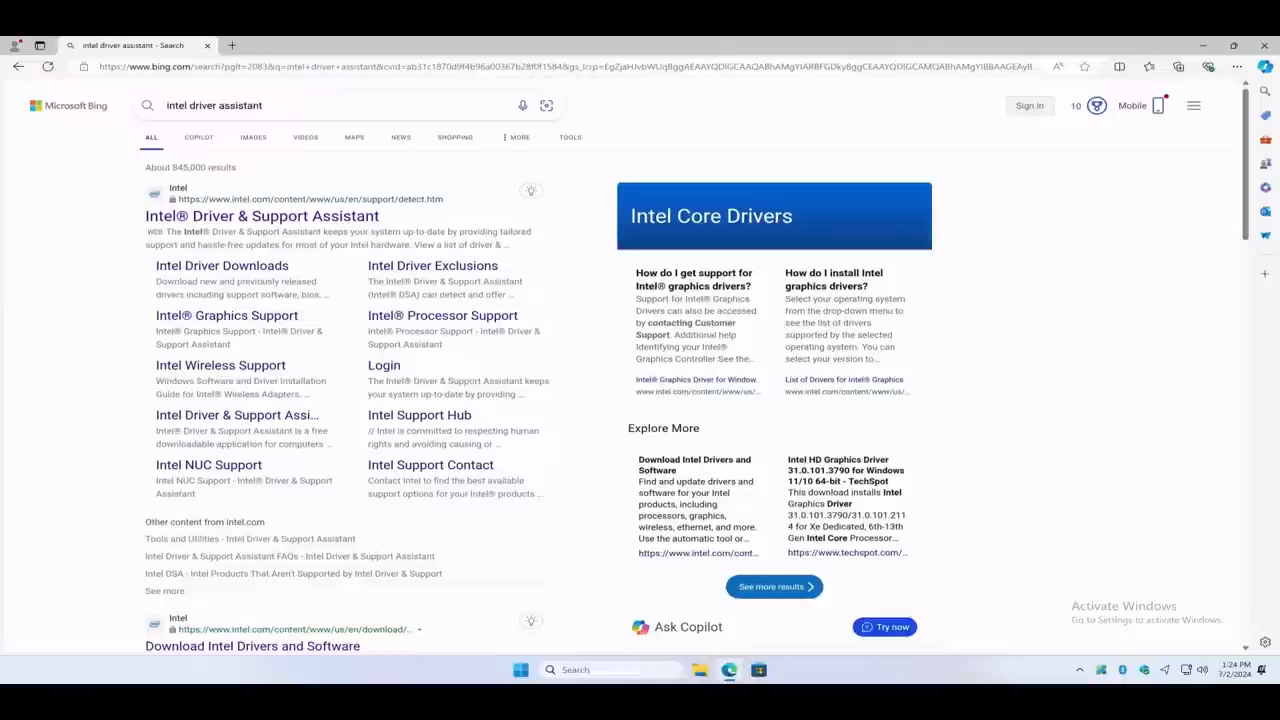 intel driver assistant - Search
https://www.bing.com/search?pglt=2083&q=intel+driver+assistant&cvid=
Microsoft Bing
intel driver assistant
Sign in
10
Mobile
ALL
COPILOT
IMAGES
VIDEOS
MAPS
NEWS
SHOPPING
MORE
TOOLS
About 845,000 results
Intel
https://www.intel.com/content/www/us/en/support/detect.htm
Intel® Driver & Support Assistant
WEB The Intel® Driver & Support Assistant keeps your system up-to-date by providing tailored
support and hassle-free updates for most of your Intel hardware. View a list of driver & ...
Intel Driver Downloads
Download new and previously released
drivers including support software, bios, ...
Intel Driver Exclusions
The Intel® Driver & Support Assistant
(Intel® DSA) can detect and offer ...
Intel® Graphics Support
Intel® Graphics Support - Intel® Driver &
Support Assistant
Intel® Processor Support
Intel® Processor Support - Intel® Driver &
Support Assistant
Intel Wireless Support
Windows Software and Driver Installation
Guide for Intel® Wireless Adapters. ...
Login
The Intel® Driver & Support Assistant keeps
your system up-to-date by providing ...
Intel Driver & Support Assi...
Intel® Driver & Support Assistant is a free
downloadable application for computers ...
Intel Support Hub
// Intel is committed to respecting human
rights and avoiding causing or ...
Intel NUC Support
Intel NUC Support - Intel® Driver & Support
Assistant
Intel Support Contact
Contact Intel to find the best available
support options for your Intel® products ...
Other content from intel.com
Tools and Utilities - Intel Driver & Support Assistant
Intel Driver & Support Assistant FAQs - Intel Driver & Support Assistant
Intel DSA - Intel Products That Aren't Supported by Intel Driver & Support
See more
Intel
https://www.intel.com/content/www/us/en/download/...
Download Intel Drivers and Software
Intel Core Drivers
How do I get support for
Intel® graphics drivers?
Support for Intel® Graphics
Drivers can also be accessed
by contacting Customer
Support. Additional help
Identifying your Intel®
Graphics Controller See the...
Intel® Graphics Driver for Window...
www.intel.com/content/www/us/...
How do I install Intel
graphics drivers?
Select your operating system
from the drop-down menu to
see the list of drivers
supported by the selected
operating system. You can
select your version to...
List of Drivers for Intel® Graphics
www.intel.com/content/www/us/...
Explore More
Download Intel Drivers and
Software
Find and update drivers and
software for your Intel
products, including
processors, graphics,
wireless, ethernet, and more.
Use the automatic tool or...
https://www.intel.com/cont...
Intel HD Graphics Driver
31.0.101.3790 for Windows
11/10 64-bit - TechSpot
This download installs Intel
Graphics Driver
31.0.101.3790/31.0.101.211
4 for Xe Dedicated, 6th-13th
Gen Intel Core Processor...
https://www.techspot.com/...
See more results
Ask Copilot
Try now
Activate Windows
Go to Settings to activate Windows.
Search
1:24 PM
7/2/2024